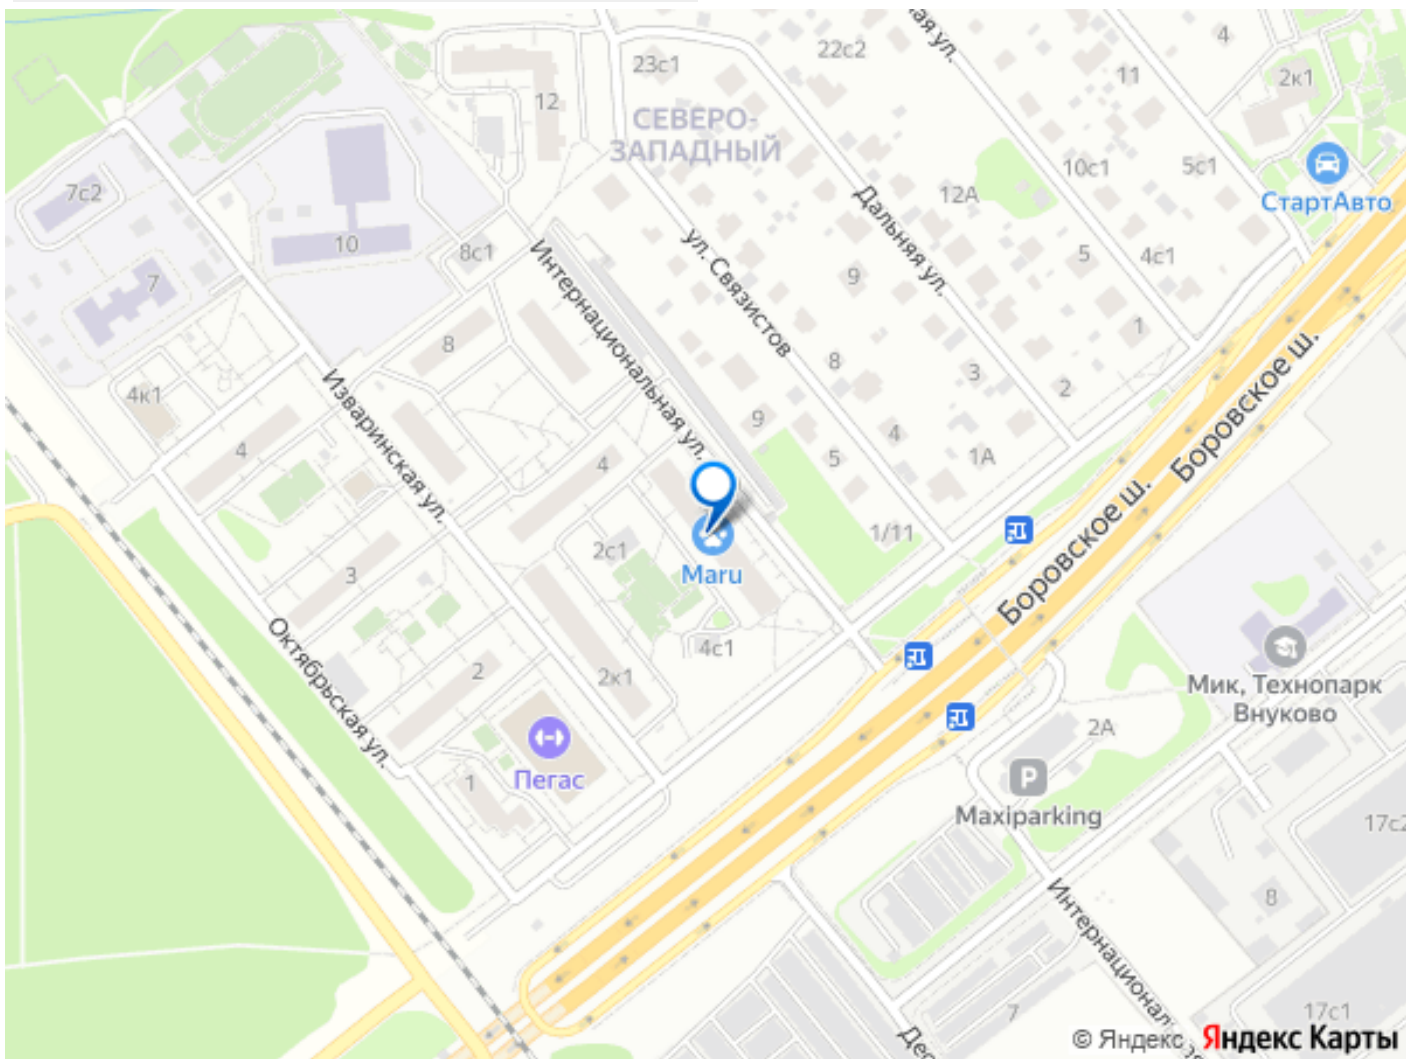 ая ул.
4
22с2
23с1
11
2к1
12
СЕВЕРО-
ЗАПАДНЫЙ
10с1
5с1
7с2
12А
СтартАвто
Дальняя ул.
10
8с1
ул. Связистов
5
4с1
7
9
Интернациональная ул.
1
8
8
Боровское ш.
3
2
4к1
Изваринская ул.
9
4
4
4
5
1А
Боровское ш.
1/11
2с1
Maru
3
4с1
Октябрьская ул.
2
2к1
Мик, Технопарк
Внуково
2А
Пегас
1
Maxiparking
17с2
8
Интернационал
7
17с1
Дес
© Яндекс
Яндекс Карты